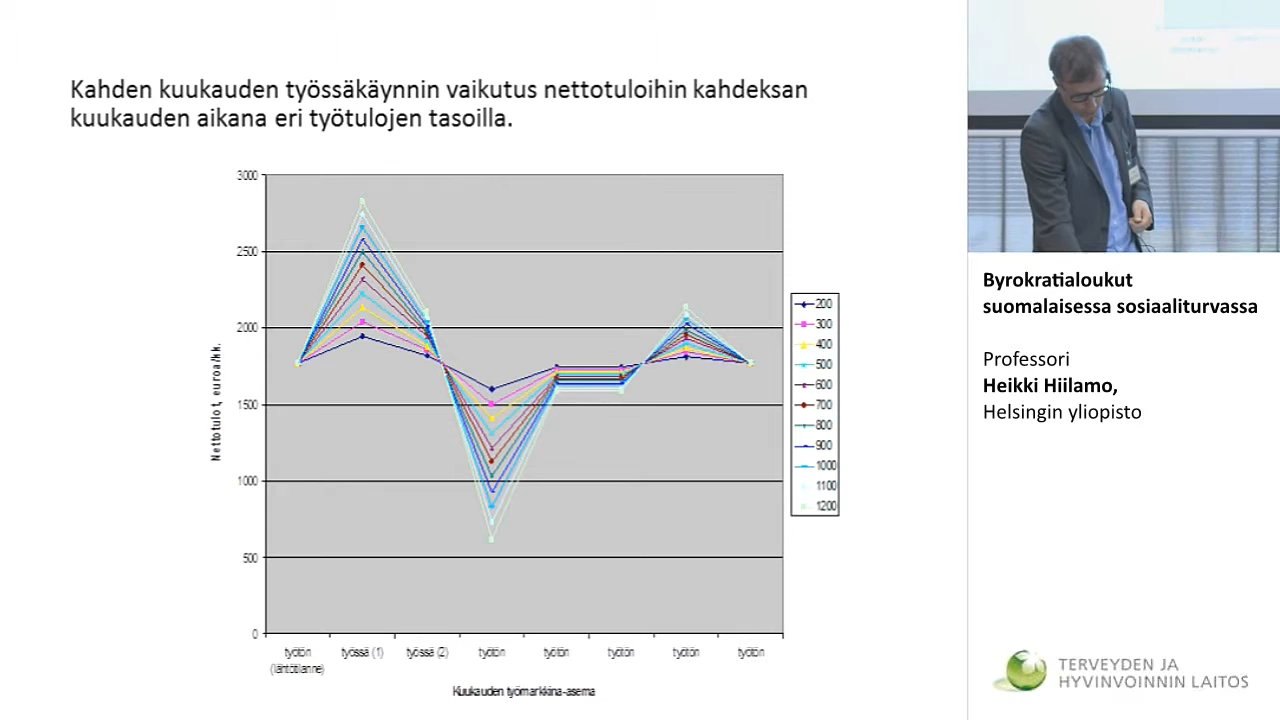 Kahden kuukauden työssäkäynnin vaikutus nettotuloihin kahdeksan
kuukauden aikana eri työtulojen tasoilla.
3000
2500
2000
1500
1000
500
0
Nettotulot, euroa/kk.
työtön
(lähtötilanne)
työssä (1)
työssä (2)
työtön
työtön
työtön
työtön
työtön
Kuukauden työmarkkina-asema
200
300
400
500
600
700
800
900
1000
1100
1200
Byrokratialoukut
suomalaisessa sosiaaliturvassa
Professori
Heikki Hiilamo,
Helsingin yliopisto
TERVEYDEN JA
HYVINVOINNIN LAITOS